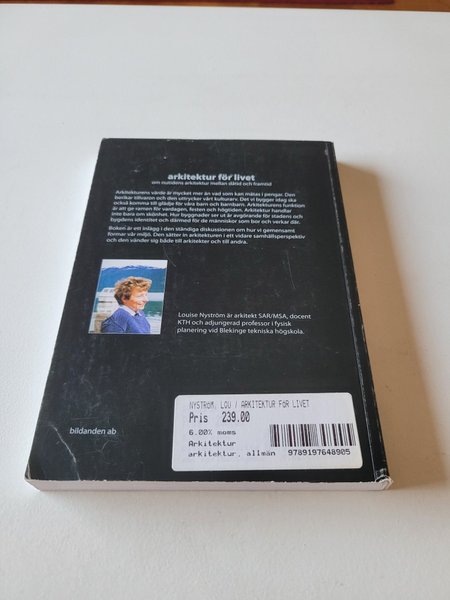 arkitektur för livet
om nutidens arkitektur mellan dåtid och framtid
Arkitekturens värde är mycket mer än vad som kan mätas i pengar. Den
berikar tillvaron och den uttrycker vårt kulturarv. Det vi bygger idag ska
också komma till glädje för våra barn och barnbarn. Arkitekturens funktion
är att ge ramen för vardagen, festen och högtiden. Arkitektur handlar
inte bara om skönhet. Hur byggnader ser ut är avgörande för stadens och
bygdens identitet och därmed för de människor som bor och verkar där.
Boken är ett inlägg i den ständiga diskussionen om hur vi gemensamt
formar vår miljö. Den sätter in arkitekturen i ett vidare samhällsperspektiv
och den vänder sig både till arkitekter och till andra.
Louise Nyström är arkitekt SAR/MSA, docent
KTH och adjungerad professor i fysisk
planering vid Blekinge tekniska högskola.
bildanden ab
NYSTRÖM, LOU / ARKITEKTUR FÖR LIVET
Pris 239.00
6.00% moms
Arkitektur
arkitektur, allmän
9789197648905